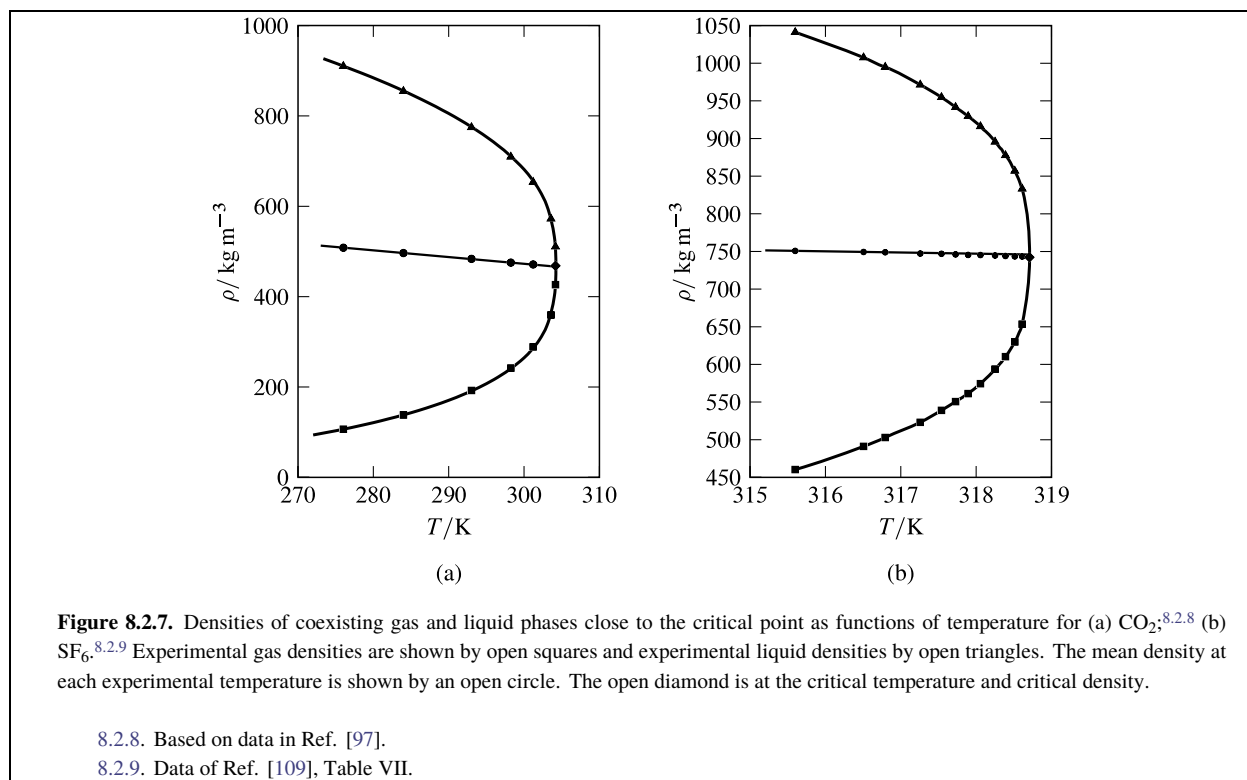 1000
800
600
400
200
0
270 280 290 300 310
ρ/ kg m−3
T/K
(a)
1050
1000
950
900
850
800
750
700
650
600
550
500
450
315 316 317 318 319
ρ/ kg m−3
T/K
(b)
Figure 8.2.7. Densities of coexisting gas and liquid phases close to the critical point as functions of temperature for (a) CO2;8.2.8 (b)
SF6.8.2.9 Experimental gas densities are shown by open squares and experimental liquid densities by open triangles. The mean density at
each experimental temperature is shown by an open circle. The open diamond is at the critical temperature and critical density.
8.2.8. Based on data in Ref. [97].
8.2.9. Data of Ref. [109], Table VII.